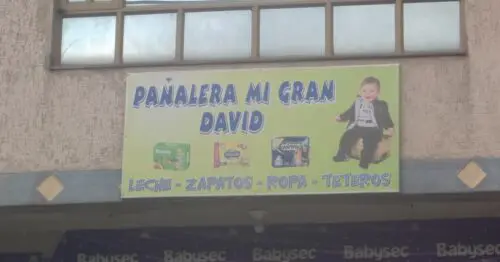 PAÑALERA MI GRAN
DAVID
LECHE - ZAPATOS - ROPA - TETEROS
Babysec Babysec Babysec Babysec Babysec